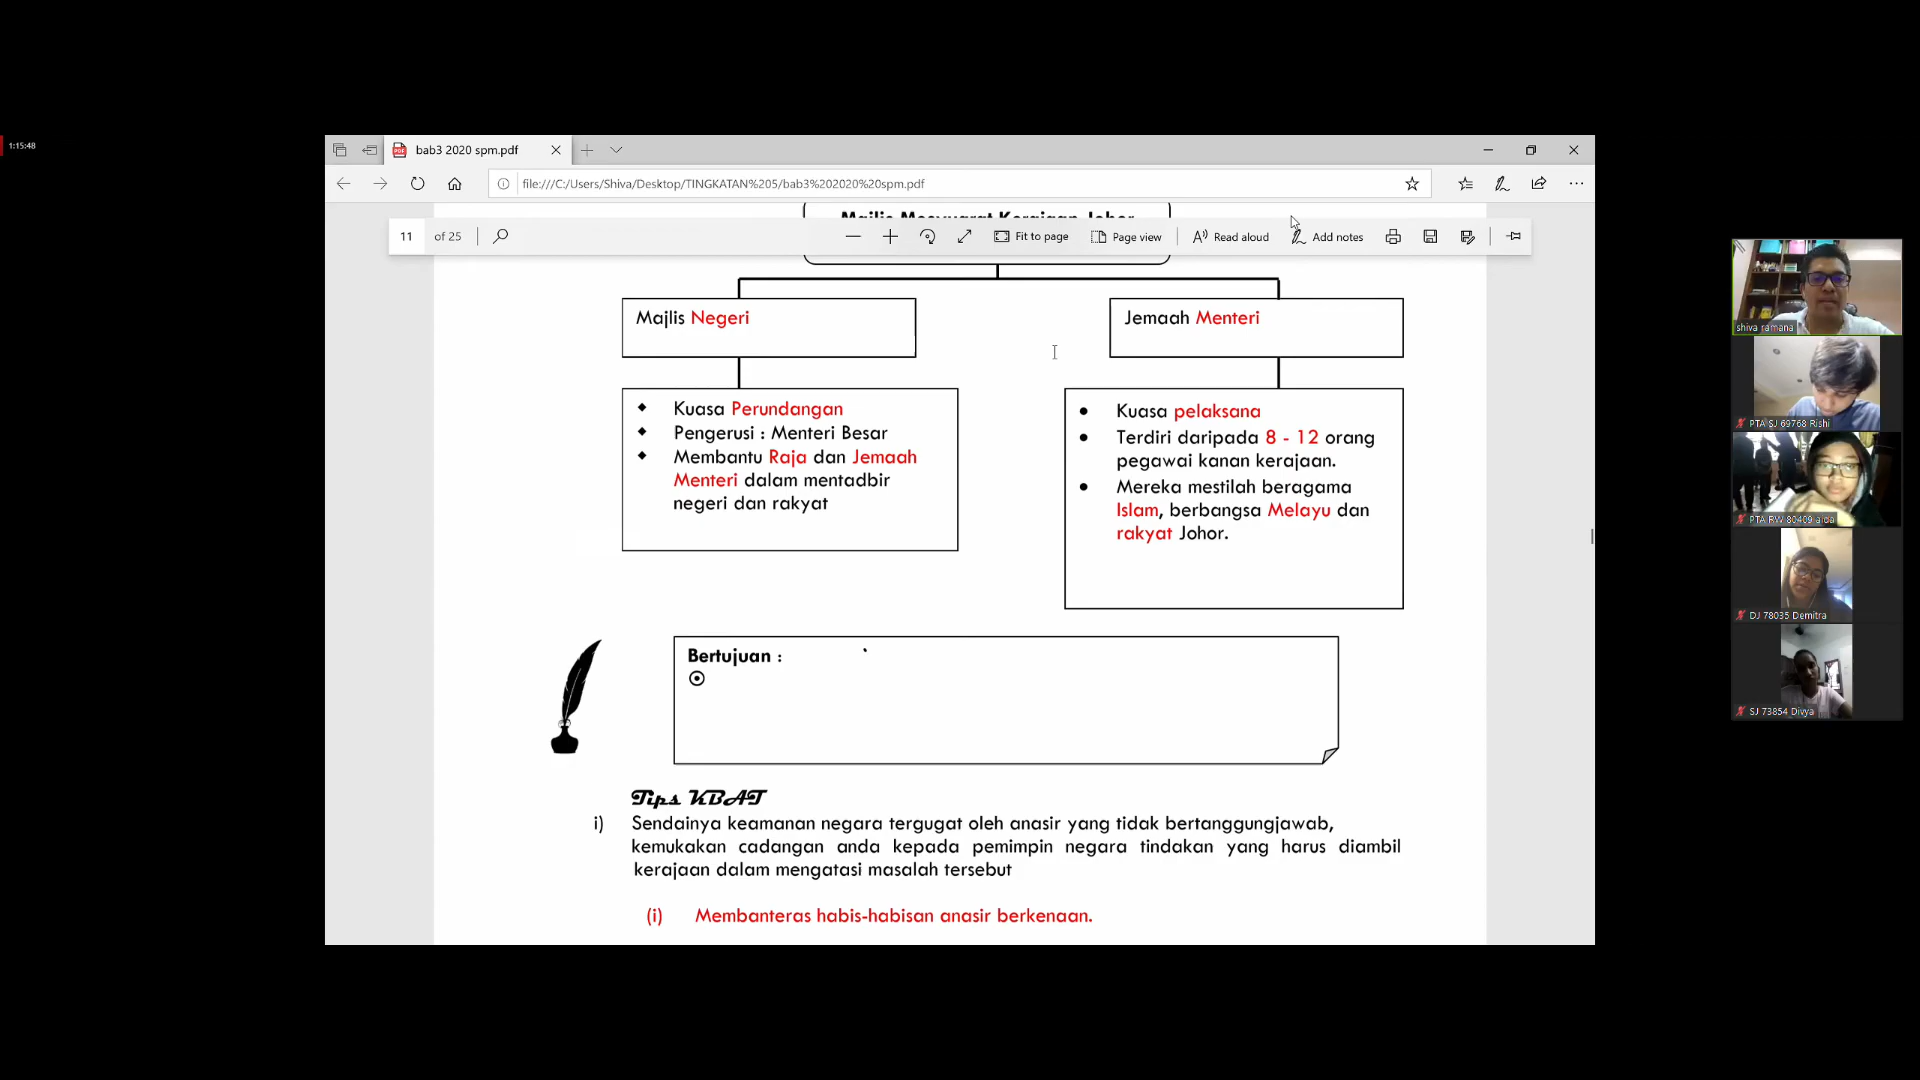 1:15:48
bab3 2020 spm.pdf
file:///C:/Users/Shiva/Desktop/TINGKATAN%205/bab3%202020%20spm.pdf
Majlis Mesyuarat Kerajaan Johor
11 of 25
Fit to page
Page view
Read aloud
Add notes
Majlis Negeri
Jemaah Menteri
Kuasa Perundangan
Pengerusi : Menteri Besar
Membantu Raja dan Jemaah
Menteri dalam mentadbir
negeri dan rakyat
Kuasa pelaksana
Terdiri daripada 8 - 12 orang
pegawai kanan kerajaan.
Mereka mestilah beragama
Islam, berbangsa Melayu dan
rakyat Johor.
Bertujuan :
Tips KBAT
i) Sendainya keamanan negara tergugat oleh anasir yang tidak bertanggungjawab,
kemukakan cadangan anda kepada pemimpin negara tindakan yang harus diambil
kerajaan dalam mengatasi masalah tersebut
(i) Membanteras habis-habisan anasir berkenaan.
shiva ramana
PTA SJ 69768 Rishi
PTA RW 80409 aida
DJ 78035 Demitra
SJ 73854 Divya